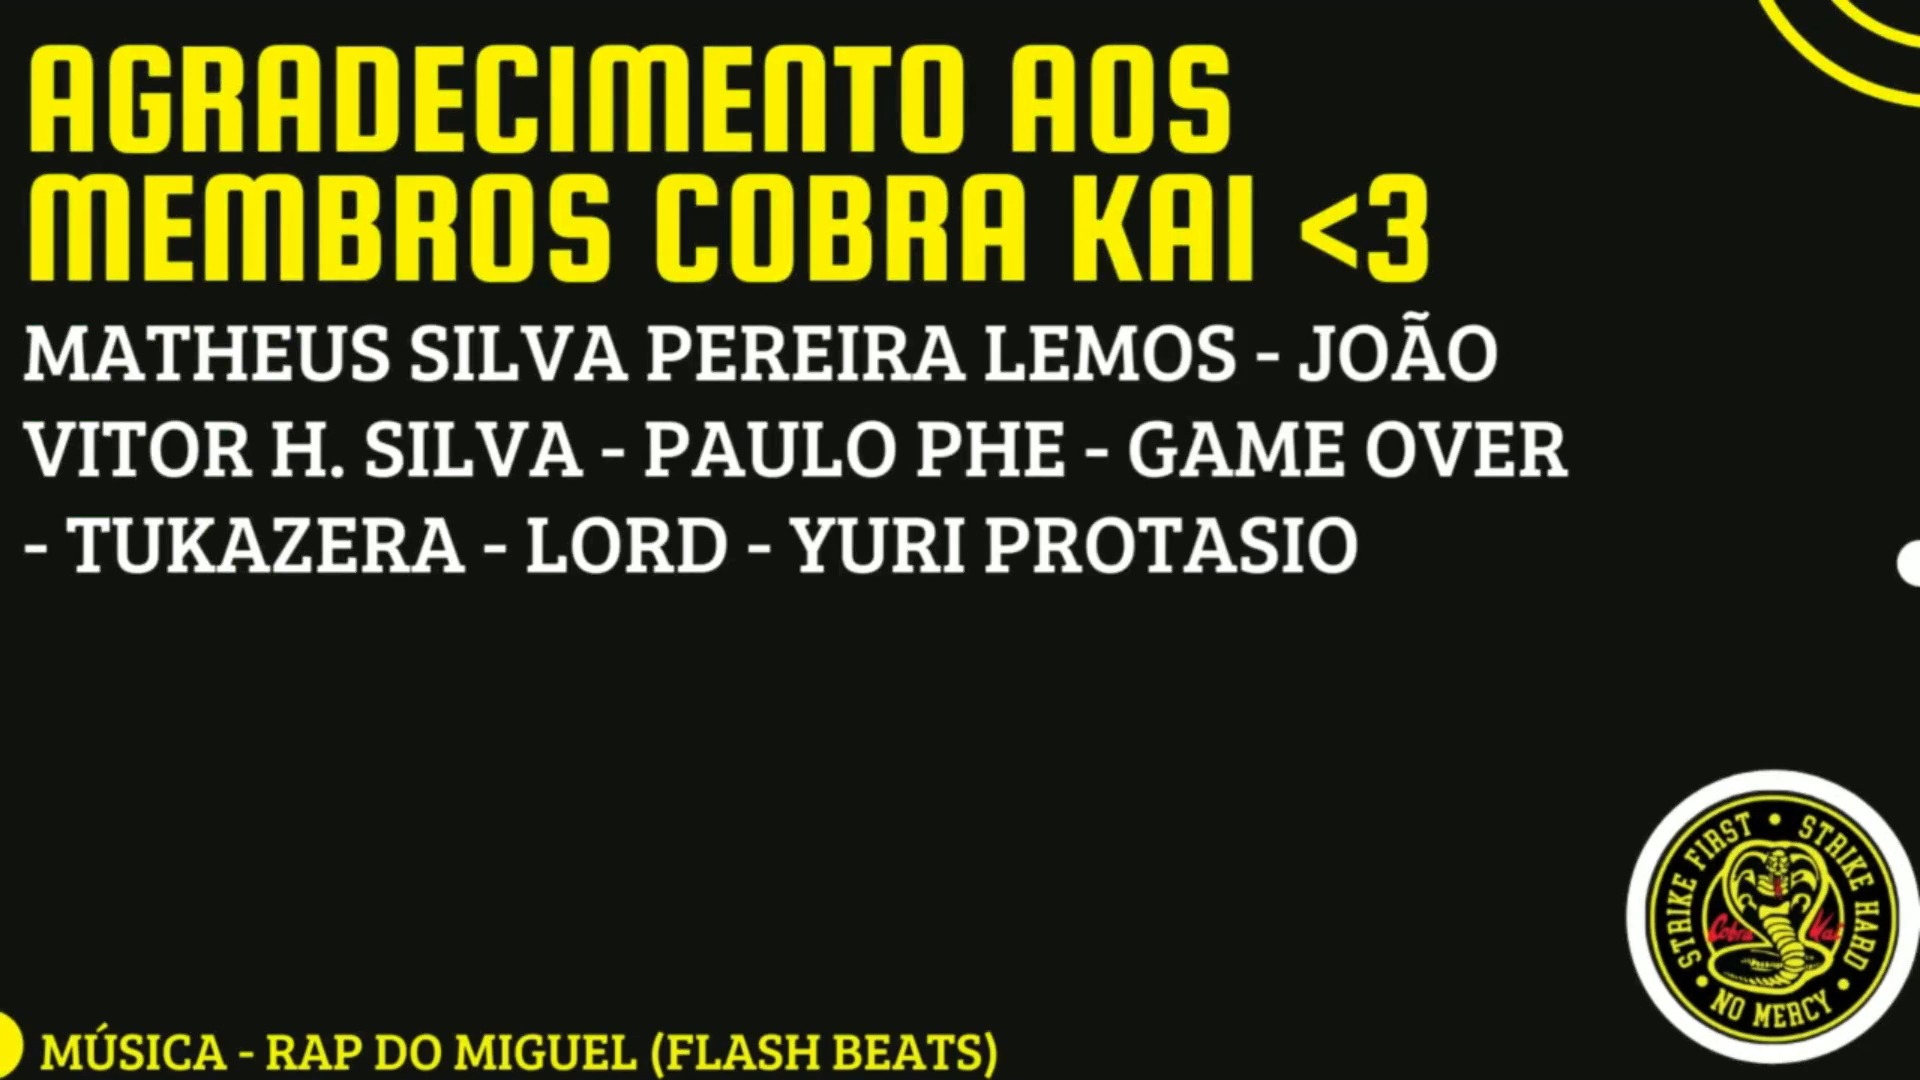 AGRADECIMENTO AOS
MEMBROS COBRA KAI <3
MATHEUS SILVA PEREIRA LEMOS - JOÃO
VITOR H. SILVA - PAULO PHE - GAME OVER
- TUKAZERA - LORD - YURI PROTASIO
STRIKE FIRST • STRIKE HARD • NO MERCY •
Cobra Kai
MÚSICA - RAP DO MIGUEL (FLASH BEATS)